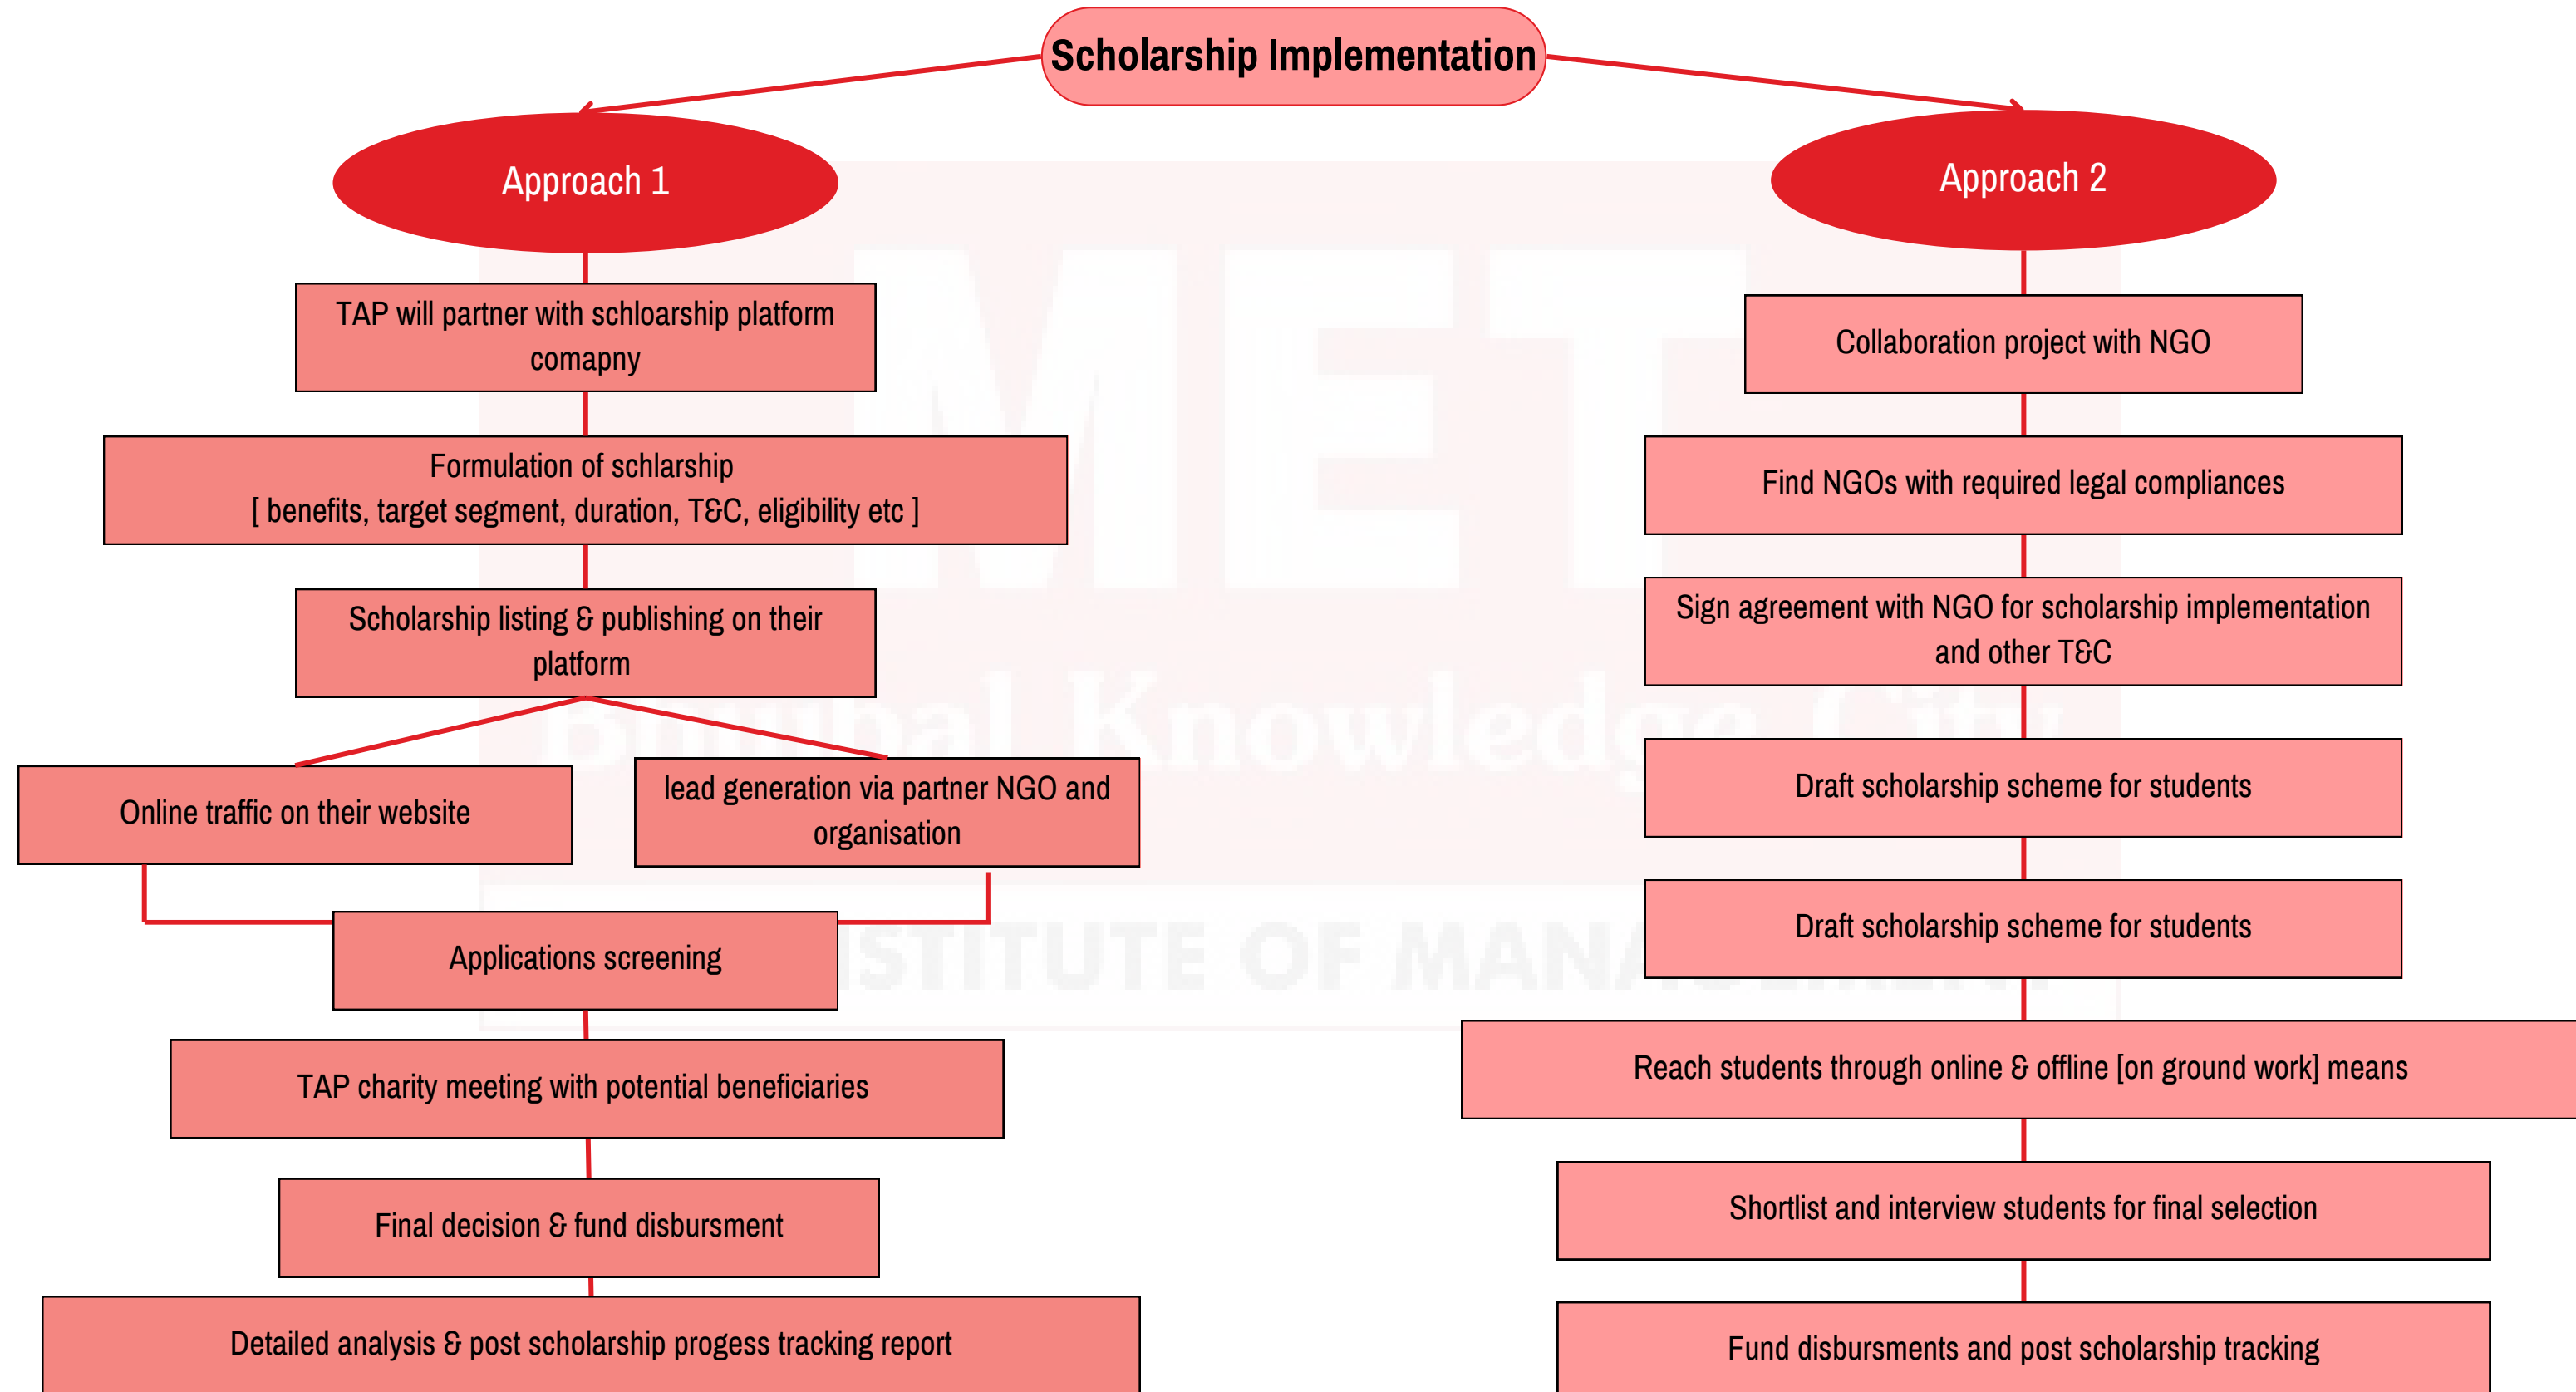 Scholarship Implementation
Approach 1
TAP will partner with schloarship platform
comapny
Formulation of schlarship
[ benefits, target segment, duration, T&C, eligibility etc ]
Scholarship listing & publishing on their
platform
Online traffic on their website
lead generation via partner NGO and
organisation
Applications screening
TAP charity meeting with potential beneficiaries
Final decision & fund disbursment
Detailed analysis & post scholarship progess tracking report
Approach 2
Collaboration project with NGO
Find NGOs with required legal compliances
Sign agreement with NGO for scholarship implementation
and other T&C
Draft scholarship scheme for students
Draft scholarship scheme for students
Reach students through online & offline [on ground work] means
Shortlist and interview students for final selection
Fund disbursments and post scholarship tracking
MET
Knowledge City
OF